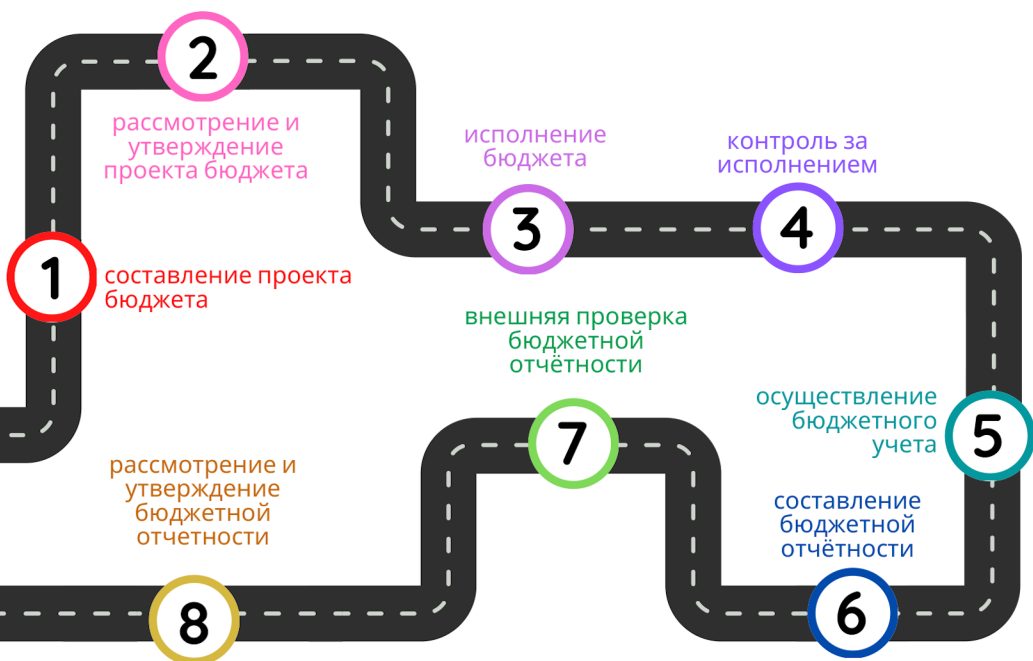 1
составление проекта
бюджета
2
рассмотрение и
утверждение
проекта бюджета
3
исполнение
бюджета
4
контроль за
исполнением
5
осуществление
бюджетного
учета
6
составление
бюджетной
отчётности
7
внешняя проверка
бюджетной
отчётности
8
рассмотрение и
утверждение
бюджетной
отчетности